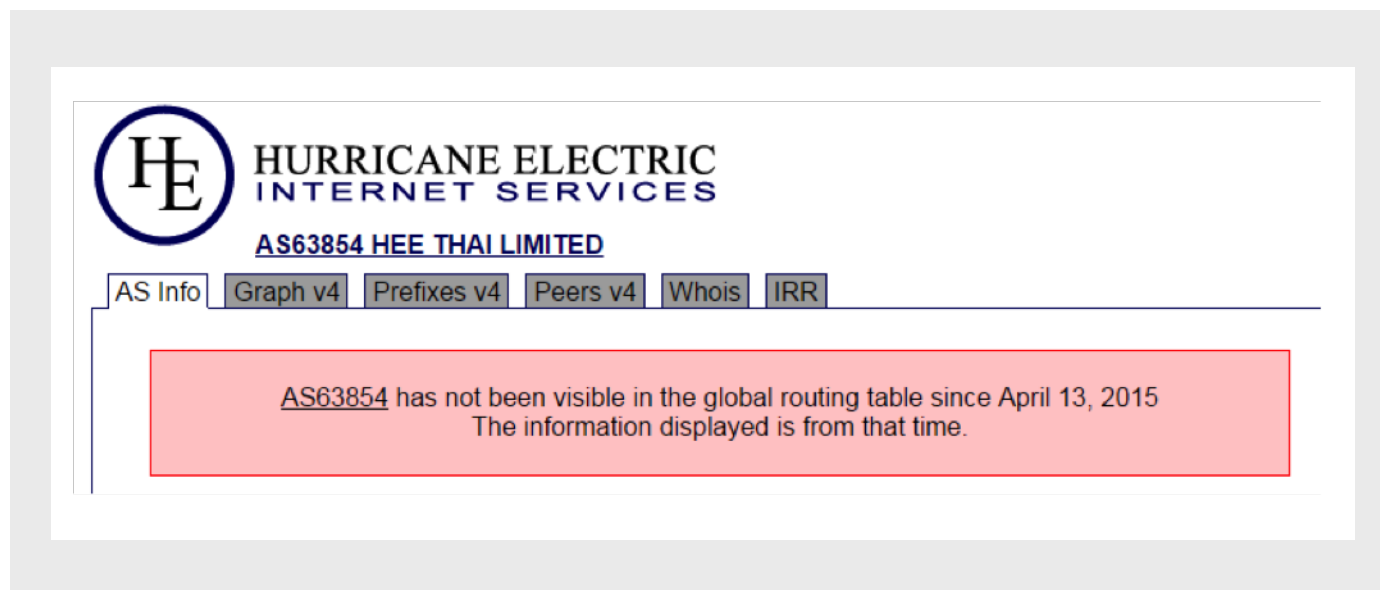 HE
HURRICANE ELECTRIC
INTERNET SERVICES
AS63854 HEE THAI LIMITED
AS Info Graph v4 Prefixes v4 Peers v4 Whois IRR
AS63854 has not been visible in the global routing table since April 13, 2015
The information displayed is from that time.